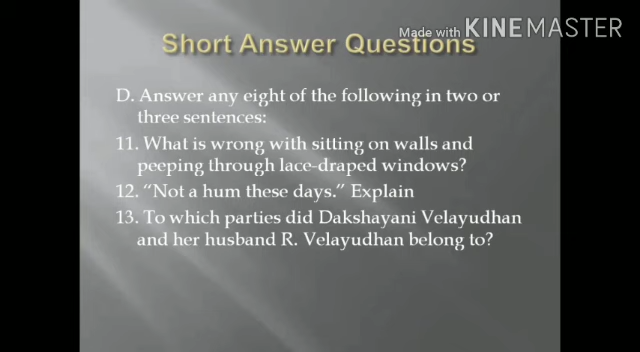 Made with KINEMASTER
Short Answer Questions
D. Answer any eight of the following in two or
three sentences:
11. What is wrong with sitting on walls and
peeping through lace-draped windows?
12. “Not a hum these days.” Explain
13. To which parties did Dakshayani Velayudhan
and her husband R. Velayudhan belong to?